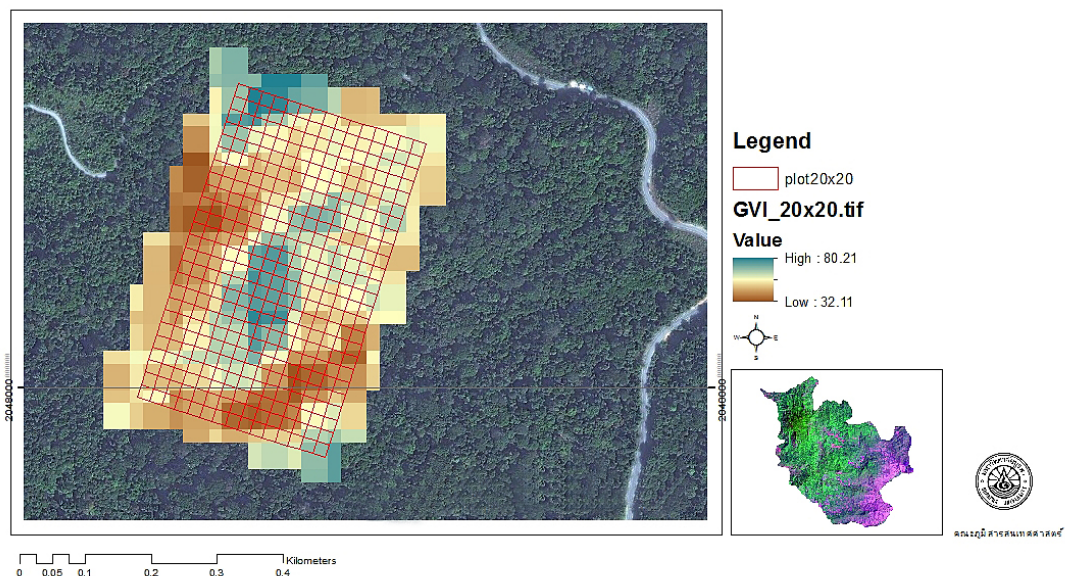 Legend
plot20x20
GVI_20x20.tif
Value
High : 80.21
Low : 32.11
N
W
E
S
2048000
2048000
คณะภูมิสารสนเทศศาสตร์
Kilometers
0 0.05 0.1 0.2 0.3 0.4